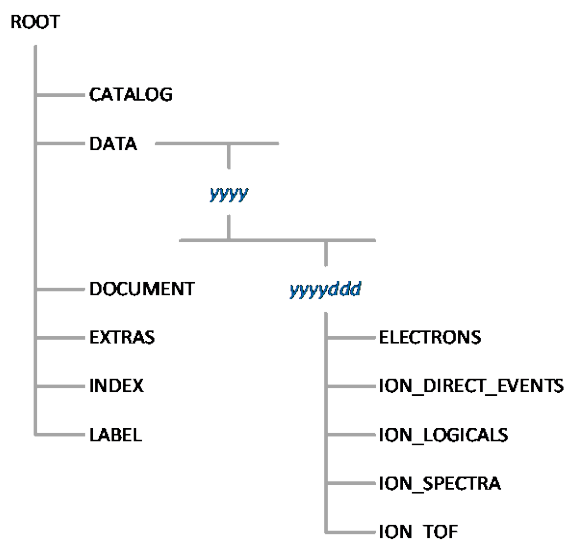 ROOT
CATALOG
DATA
yyyy
DOCUMENT
yyyyddd
EXTRAS
ELECTRONS
INDEX
ION_DIRECT_EVENTS
LABEL
ION_LOGICALS
ION_SPECTRA
ION_TOF